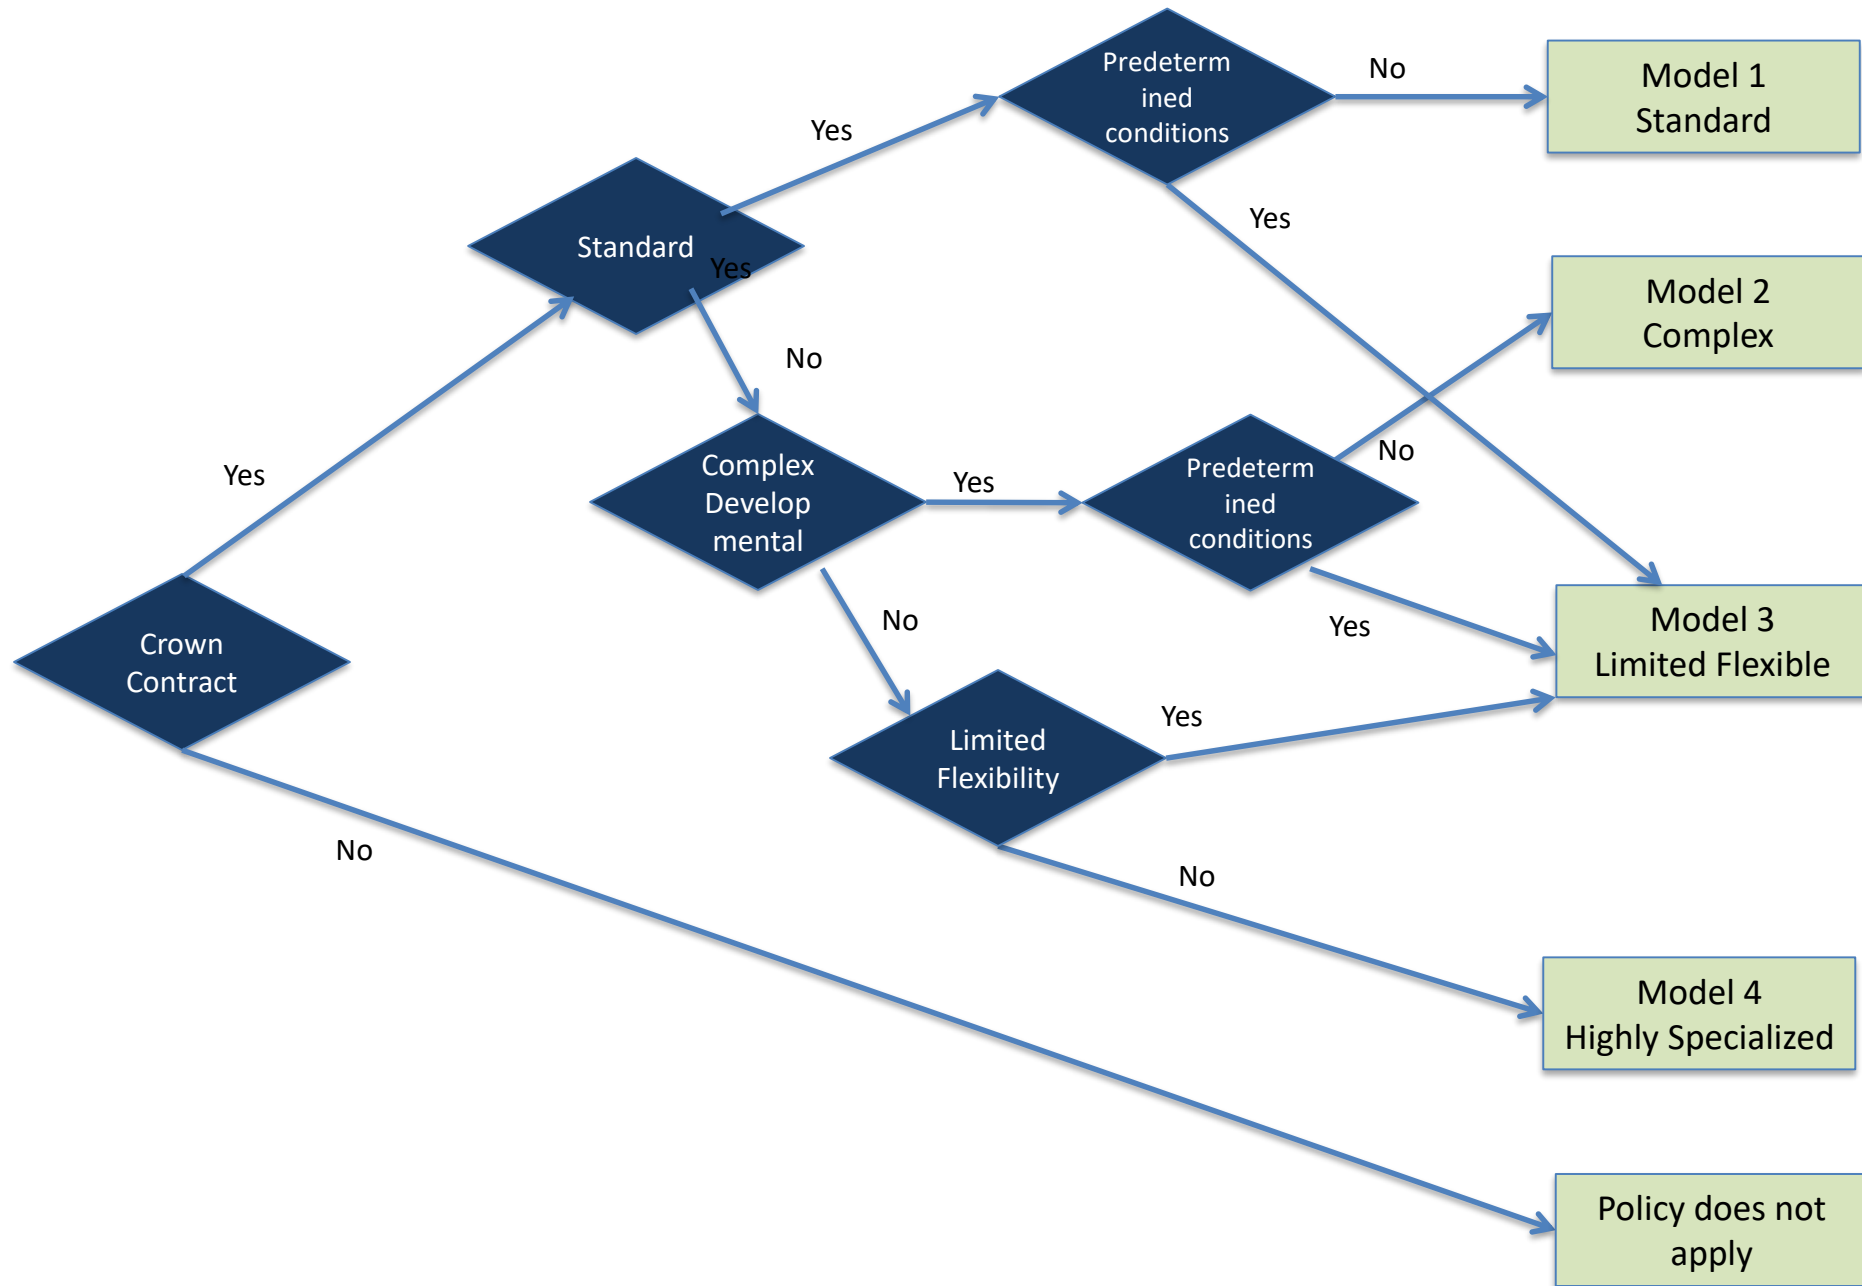 Predeterm
ined
conditions
No
Model 1
Standard
Yes
Standard
Yes
Yes
Model 2
Complex
No
Yes
Complex
Develop
mental
Yes
Predeterm
ined
conditions
No
Crown
Contract
No
Yes
Model 3
Limited Flexible
Limited
Flexibility
Yes
No
No
Model 4
Highly Specialized
Policy does not
apply